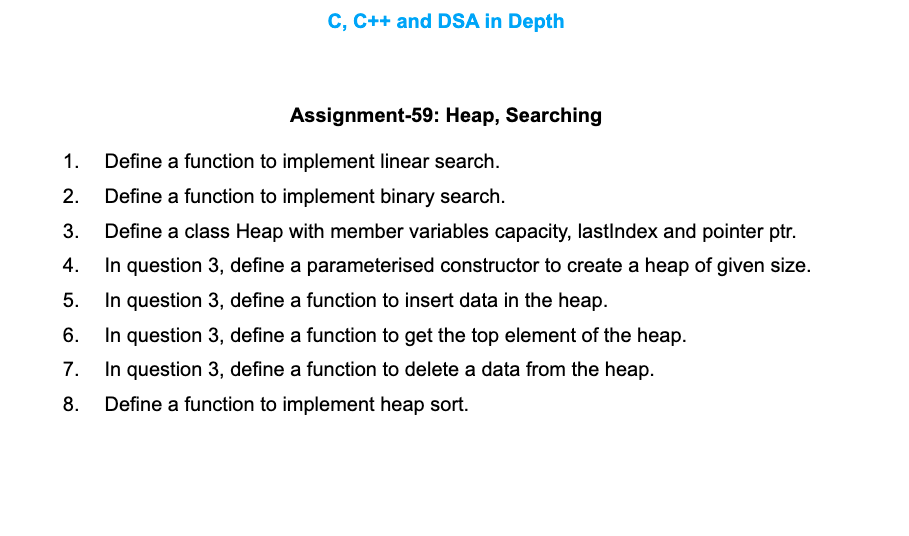 C, C++ and DSA in Depth
Assignment-59: Heap, Searching
1. Define a function to implement linear search.
2. Define a function to implement binary search.
3. Define a class Heap with member variables capacity, lastIndex and pointer ptr.
4. In question 3, define a parameterised constructor to create a heap of given size.
5. In question 3, define a function to insert data in the heap.
6. In question 3, define a function to get the top element of the heap.
7. In question 3, define a function to delete a data from the heap.
8. Define a function to implement heap sort.